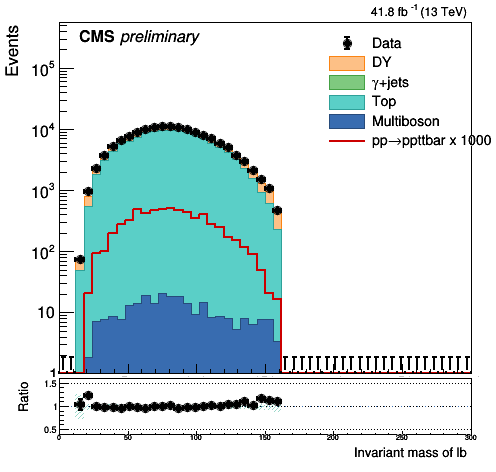 41.8 fb⁻¹ (13 TeV)
CMS preliminary
Events
10⁵
10⁴
10³
10²
10
1
Data
DY
γ+jets
Top
Multiboson
pp→ppttbar x 1000
Ratio
1.5
1
0.5
0 50 100 150 200 250 300
Invariant mass of lb